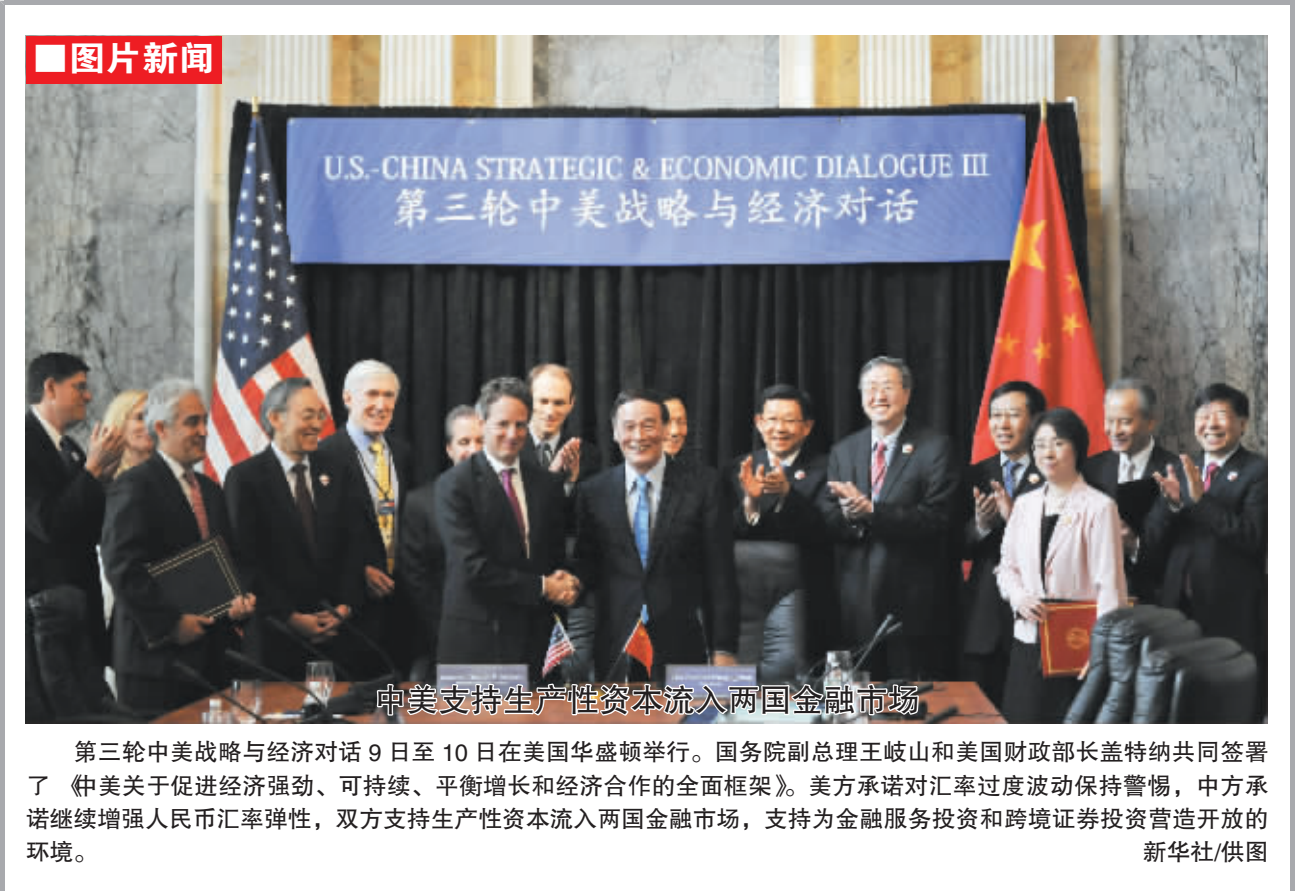 ■图片新闻
U.S.-CHINA STRATEGIC & ECONOMIC DIALOGUE III
第三轮中美战略与经济对话
中美支持生产性资本流入两国金融市场
第三轮中美战略与经济对话 9 日至 10 日在美国华盛顿举行。国务院副总理王岐山和美国财政部长盖特纳共同签署
了《中美关于促进经济强劲、可持续、平衡增长和经济合作的全面框架》。美方承诺对汇率过度波动保持警惕，中方承
诺继续增强人民币汇率弹性，双方支持生产性资本流入两国金融市场，支持为金融服务投资和跨境证券投资营造开放的
环境。
新华社/供图